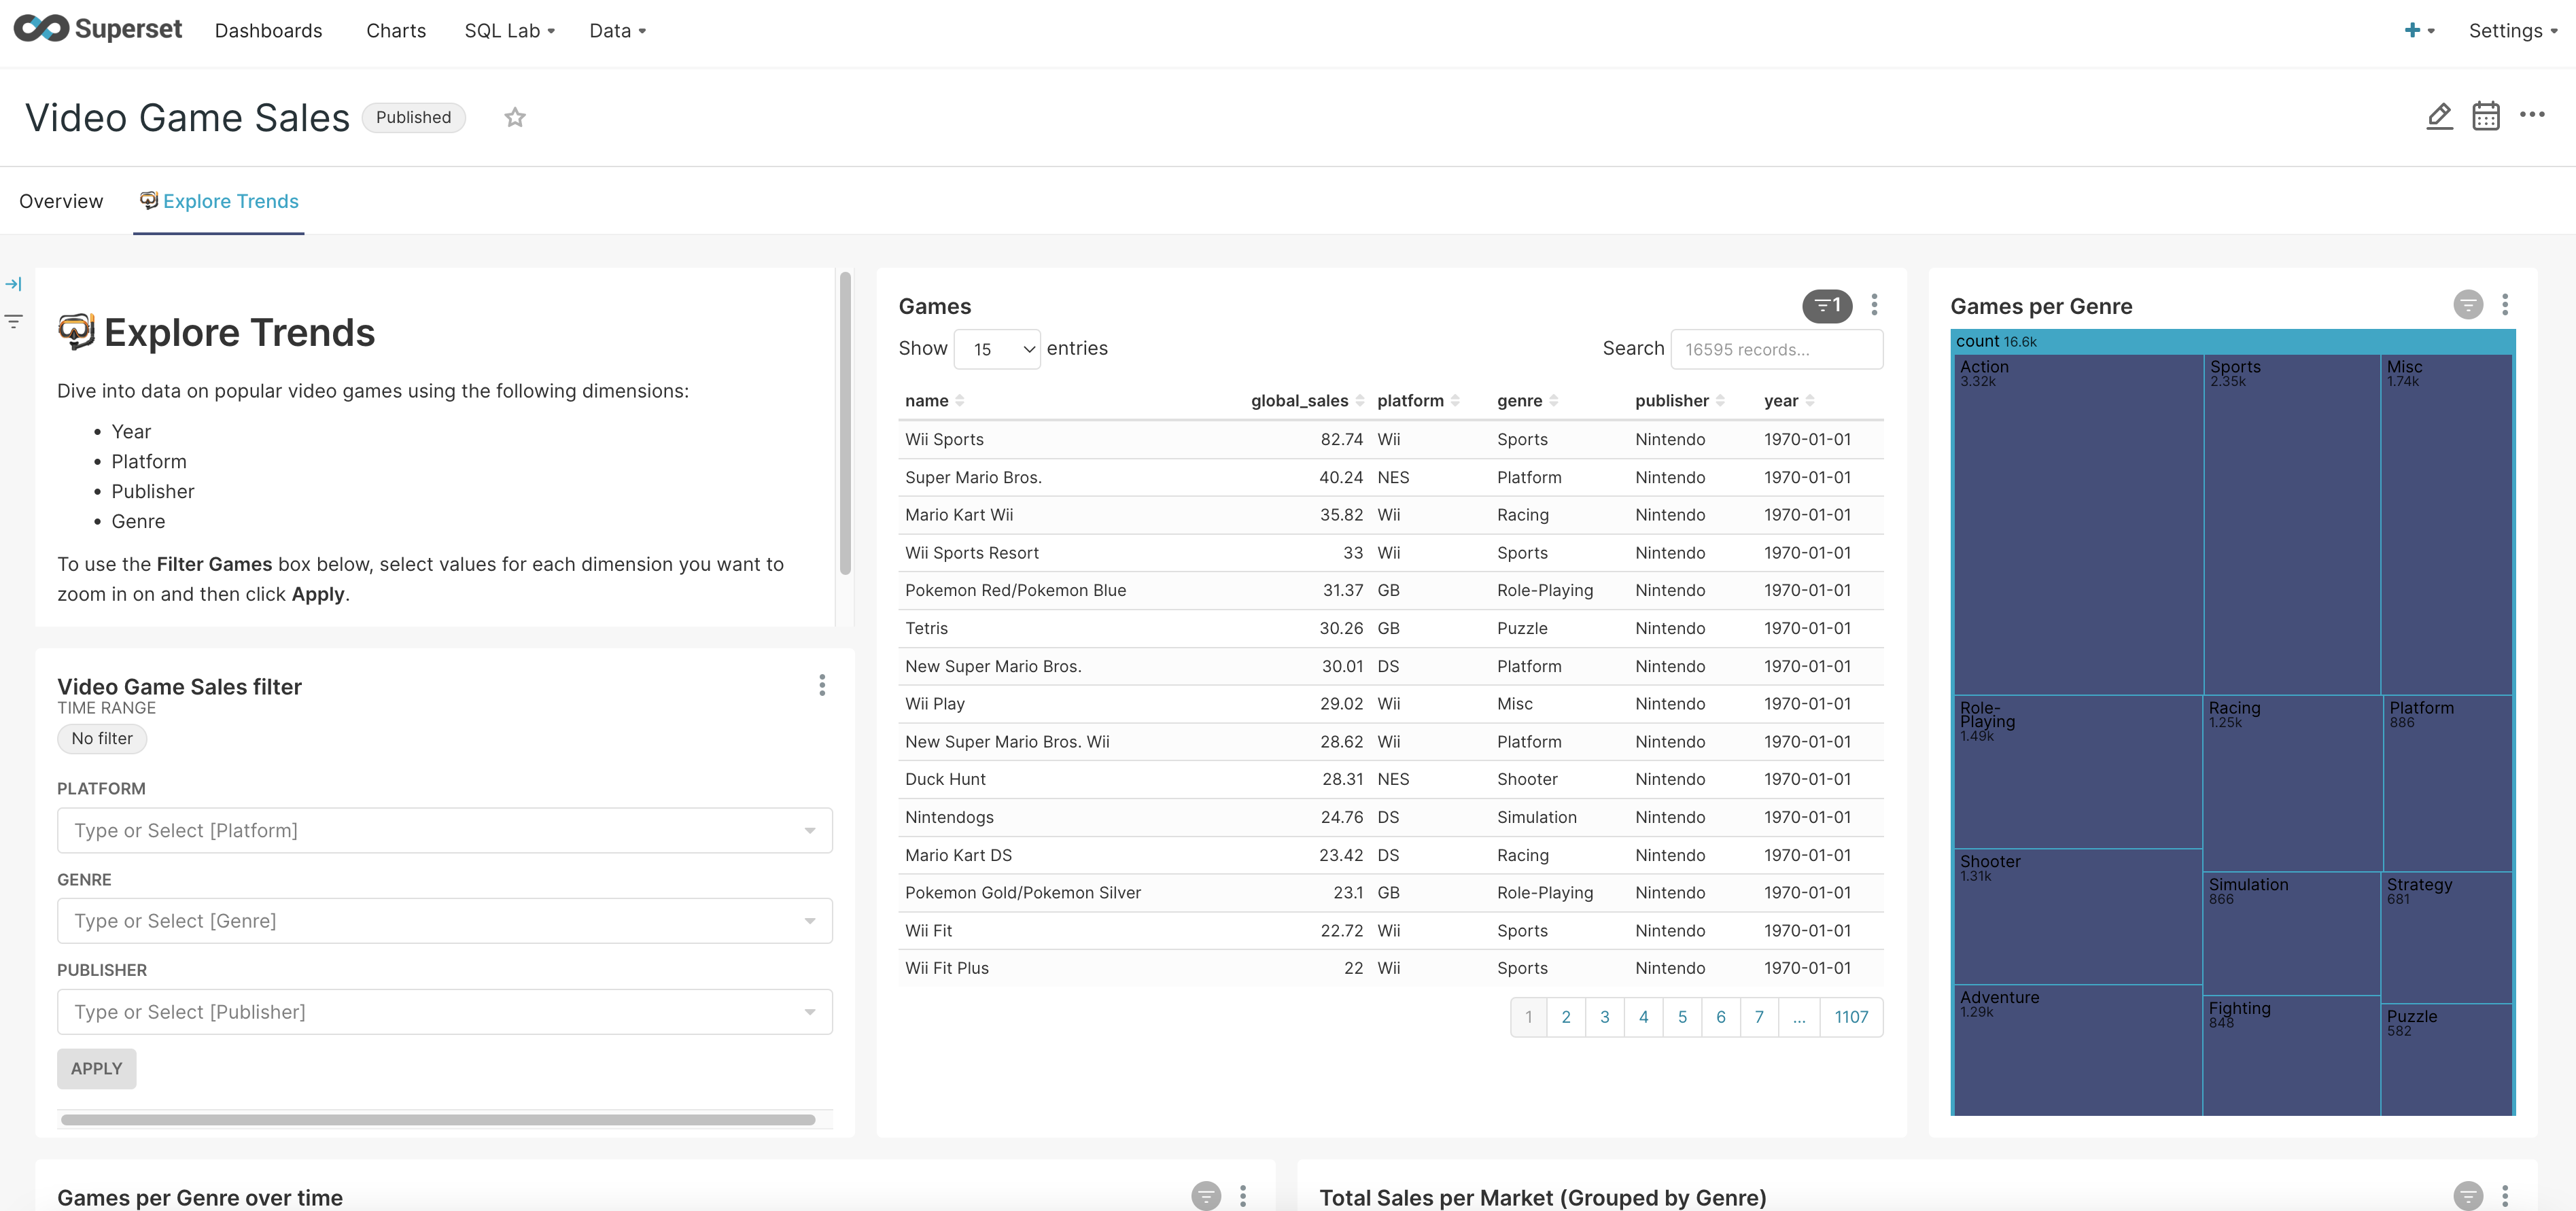 Superset Dashboards Charts SQL Lab Data Settings
Video Game Sales Published
Overview Explore Trends
Explore Trends
Dive into data on popular video games using the following dimensions:
• Year
• Platform
• Publisher
• Genre
To use the Filter Games box below, select values for each dimension you want to
zoom in on and then click Apply.
Video Game Sales filter
TIME RANGE
No filter
PLATFORM
Type or Select [Platform]
GENRE
Type or Select [Genre]
PUBLISHER
Type or Select [Publisher]
APPLY
Games
1
Show 15 entries Search 16595 records...
name global_sales platform genre publisher year
Wii Sports 82.74 Wii Sports Nintendo 1970-01-01
Super Mario Bros. 40.24 NES Platform Nintendo 1970-01-01
Mario Kart Wii 35.82 Wii Racing Nintendo 1970-01-01
Wii Sports Resort 33 Wii Sports Nintendo 1970-01-01
Pokemon Red/Pokemon Blue 31.37 GB Role-Playing Nintendo 1970-01-01
Tetris 30.26 GB Puzzle Nintendo 1970-01-01
New Super Mario Bros. 30.01 DS Platform Nintendo 1970-01-01
Wii Play 29.02 Wii Misc Nintendo 1970-01-01
New Super Mario Bros. Wii 28.62 Wii Platform Nintendo 1970-01-01
Duck Hunt 28.31 NES Shooter Nintendo 1970-01-01
Nintendogs 24.76 DS Simulation Nintendo 1970-01-01
Mario Kart DS 23.42 DS Racing Nintendo 1970-01-01
Pokemon Gold/Pokemon Silver 23.1 GB Role-Playing Nintendo 1970-01-01
Wii Fit 22.72 Wii Sports Nintendo 1970-01-01
Wii Fit Plus 22 Wii Sports Nintendo 1970-01-01
1 2 3 4 5 6 7 ... 1107
Games per Genre
count 16.6k
Action
3.32k
Sports
2.35k
Misc
1.74k
Role-
Playing
1.49k
Racing
1.25k
Platform
886
Shooter
1.31k
Simulation
866
Strategy
681
Adventure
1.29k
Fighting
848
Puzzle
582
Games per Genre over time
Total Sales per Market (Grouped by Genre)